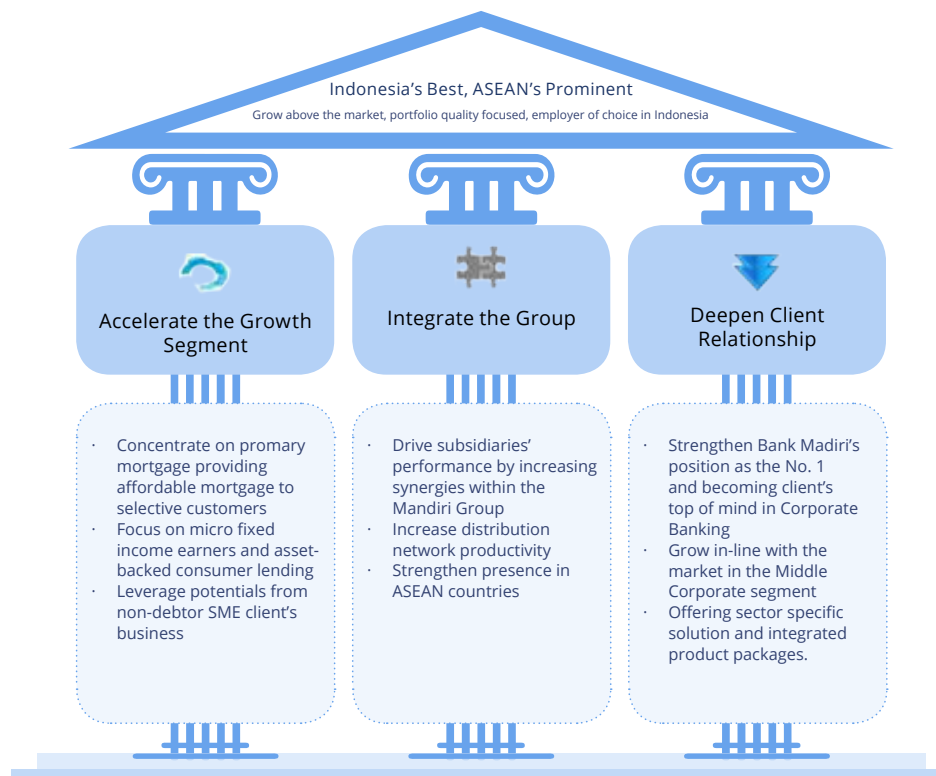 Indonesia’s Best, ASEAN’s Prominent
Grow above the market, portfolio quality focused, employer of choice in Indonesia
Accelerate the Growth
Segment
· Concentrate on promary
mortgage providing
affordable mortgage to
selective customers
· Focus on micro fixed
income earners and asset-
backed consumer lending
· Leverage potentials from
non-debtor SME client’s
business
Integrate the Group
· Drive subsidiaries’
performance by increasing
synergies within the
Mandiri Group
· Increase distribution
network productivity
· Strengthen presence in
ASEAN countries
Deepen Client
Relationship
· Strengthen Bank Madiri’s
position as the No. 1
and becoming client’s
top of mind in Corporate
Banking
· Grow in-line with the
market in the Middle
Corporate segment
· Offering sector specific
solution and integrated
product packages.